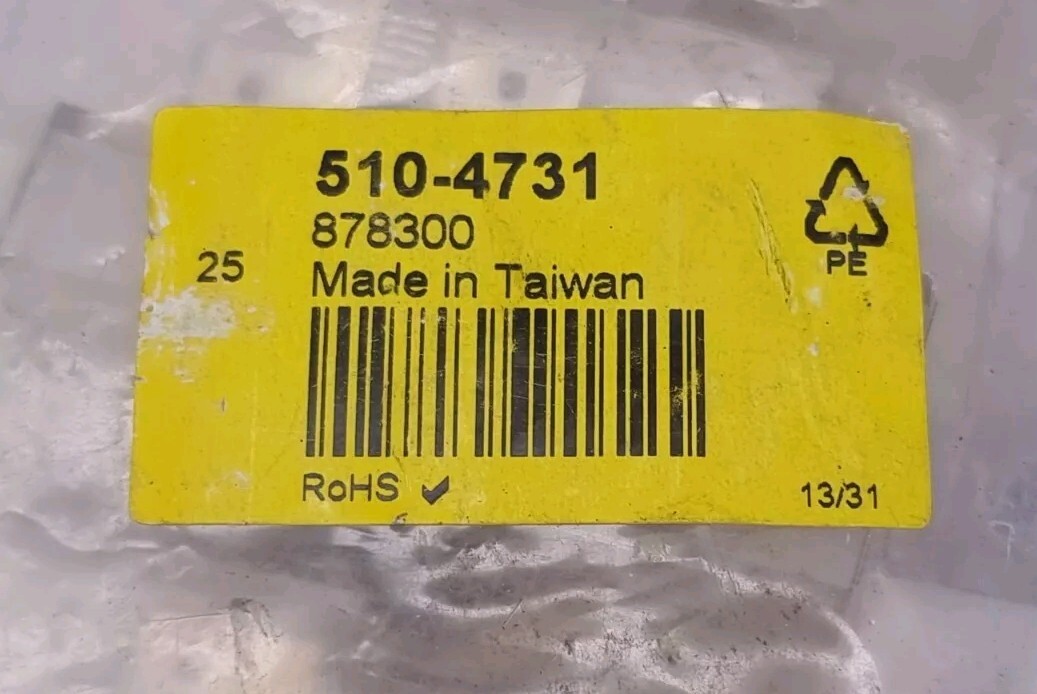 510-4731
878300
25
Made in Taiwan
PE
RoHS ✓
13/31